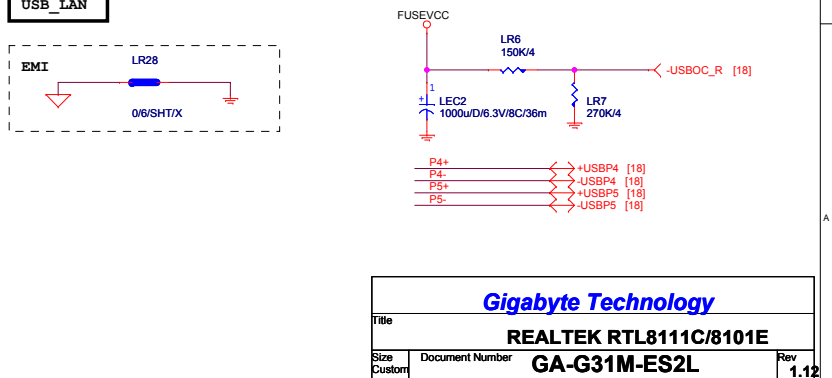 USB_LAN
EMI
LR28
0/6/SHT/X
FUSEVCC
LR6
150K/4
-USBOC_R [18]
1
+
LEC2
1000u/D/6.3V/8C/36m
LR7
270K/4
P4+
+USBP4 [18]
P4-
-USBP4 [18]
P5+
+USBP5 [18]
P5-
-USBP5 [18]
A
Gigabyte Technology
Title
REALTEK RTL8111C/8101E
Size
Custom
Document Number
GA-G31M-ES2L
Rev
1.12